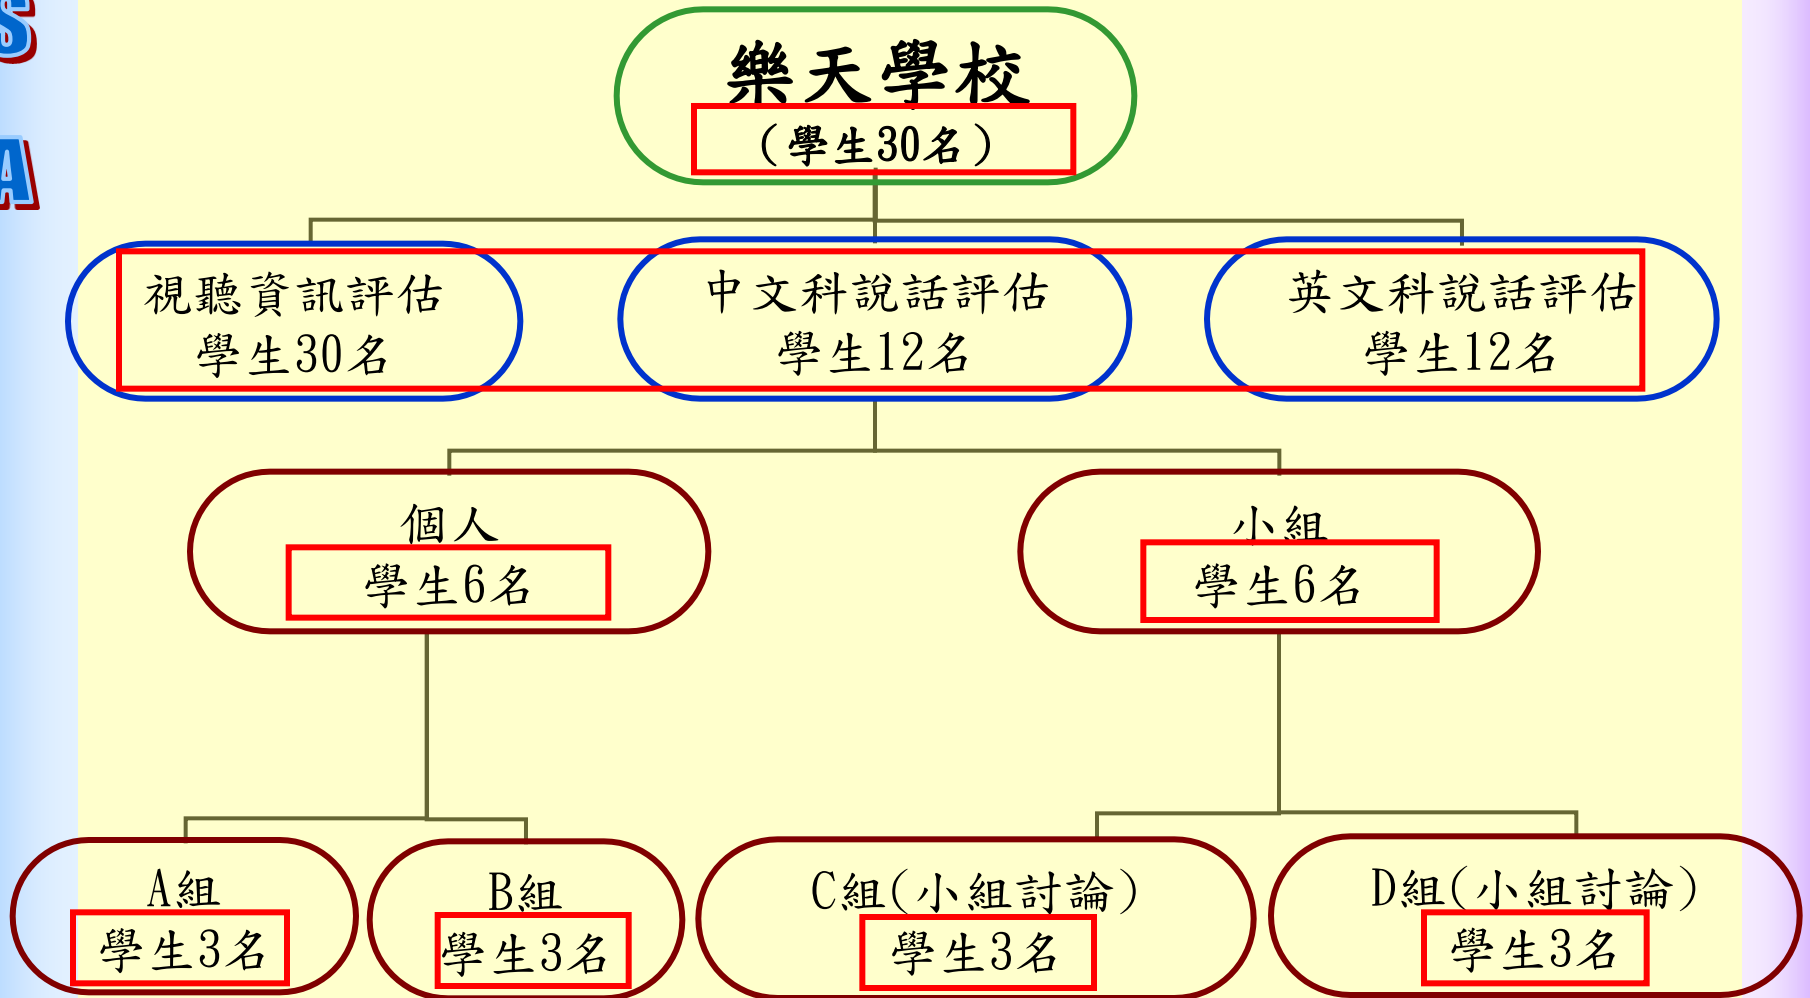 S
A
樂天學校
(學生30名)
視聽資訊評估
學生30名
中文科說話評估
學生12名
英文科說話評估
學生12名
個人
學生6名
小組
學生6名
A組
學生3名
B組
學生3名
C組(小組討論)
學生3名
D組(小組討論)
學生3名